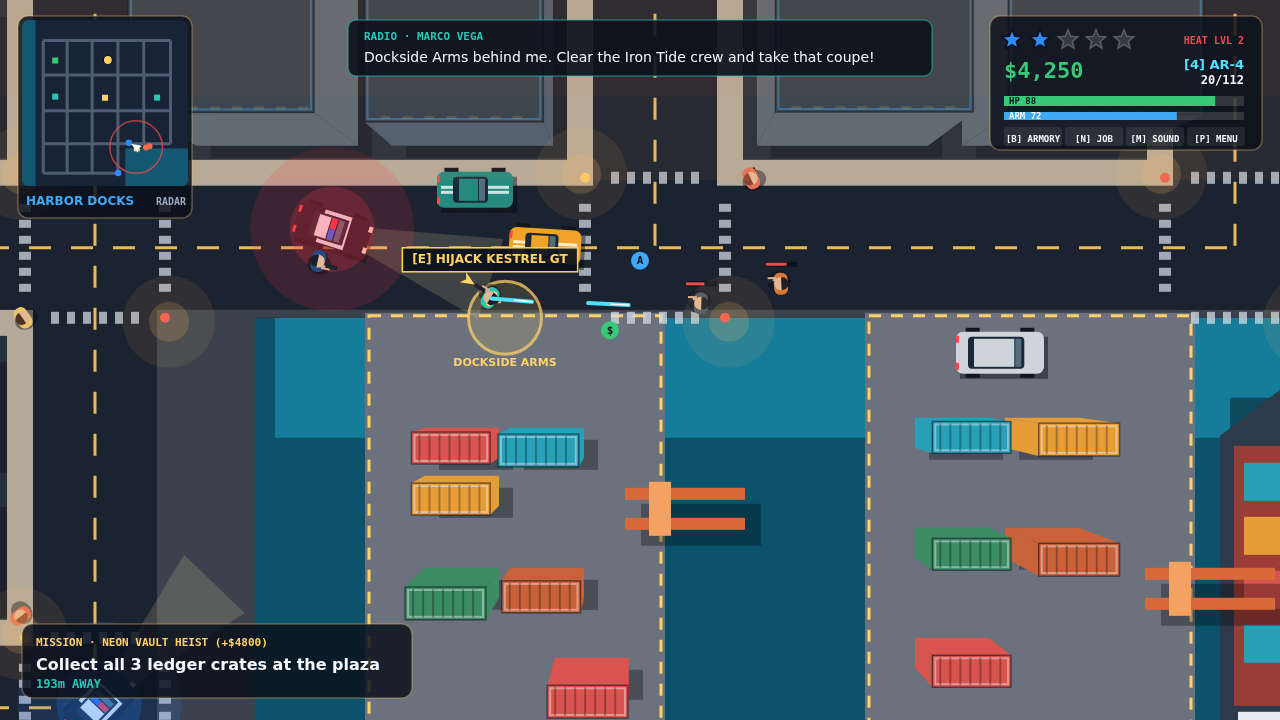 RADIO · MARCO VEGA
Dockside Arms behind me. Clear the Iron Tide crew and take that coupe!
HEAT LVL 2
$4,250
[4] AR-4
20/112
HP 88
ARM 72
[B] ARMORY
[N] JOB
[M] SOUND
[P] MENU
HARBOR DOCKS
RADAR
[E] HIJACK KESTREL GT
A
$
DOCKSIDE ARMS
MISSION · NEON VAULT HEIST (+$4800)
Collect all 3 ledger crates at the plaza
193m AWAY